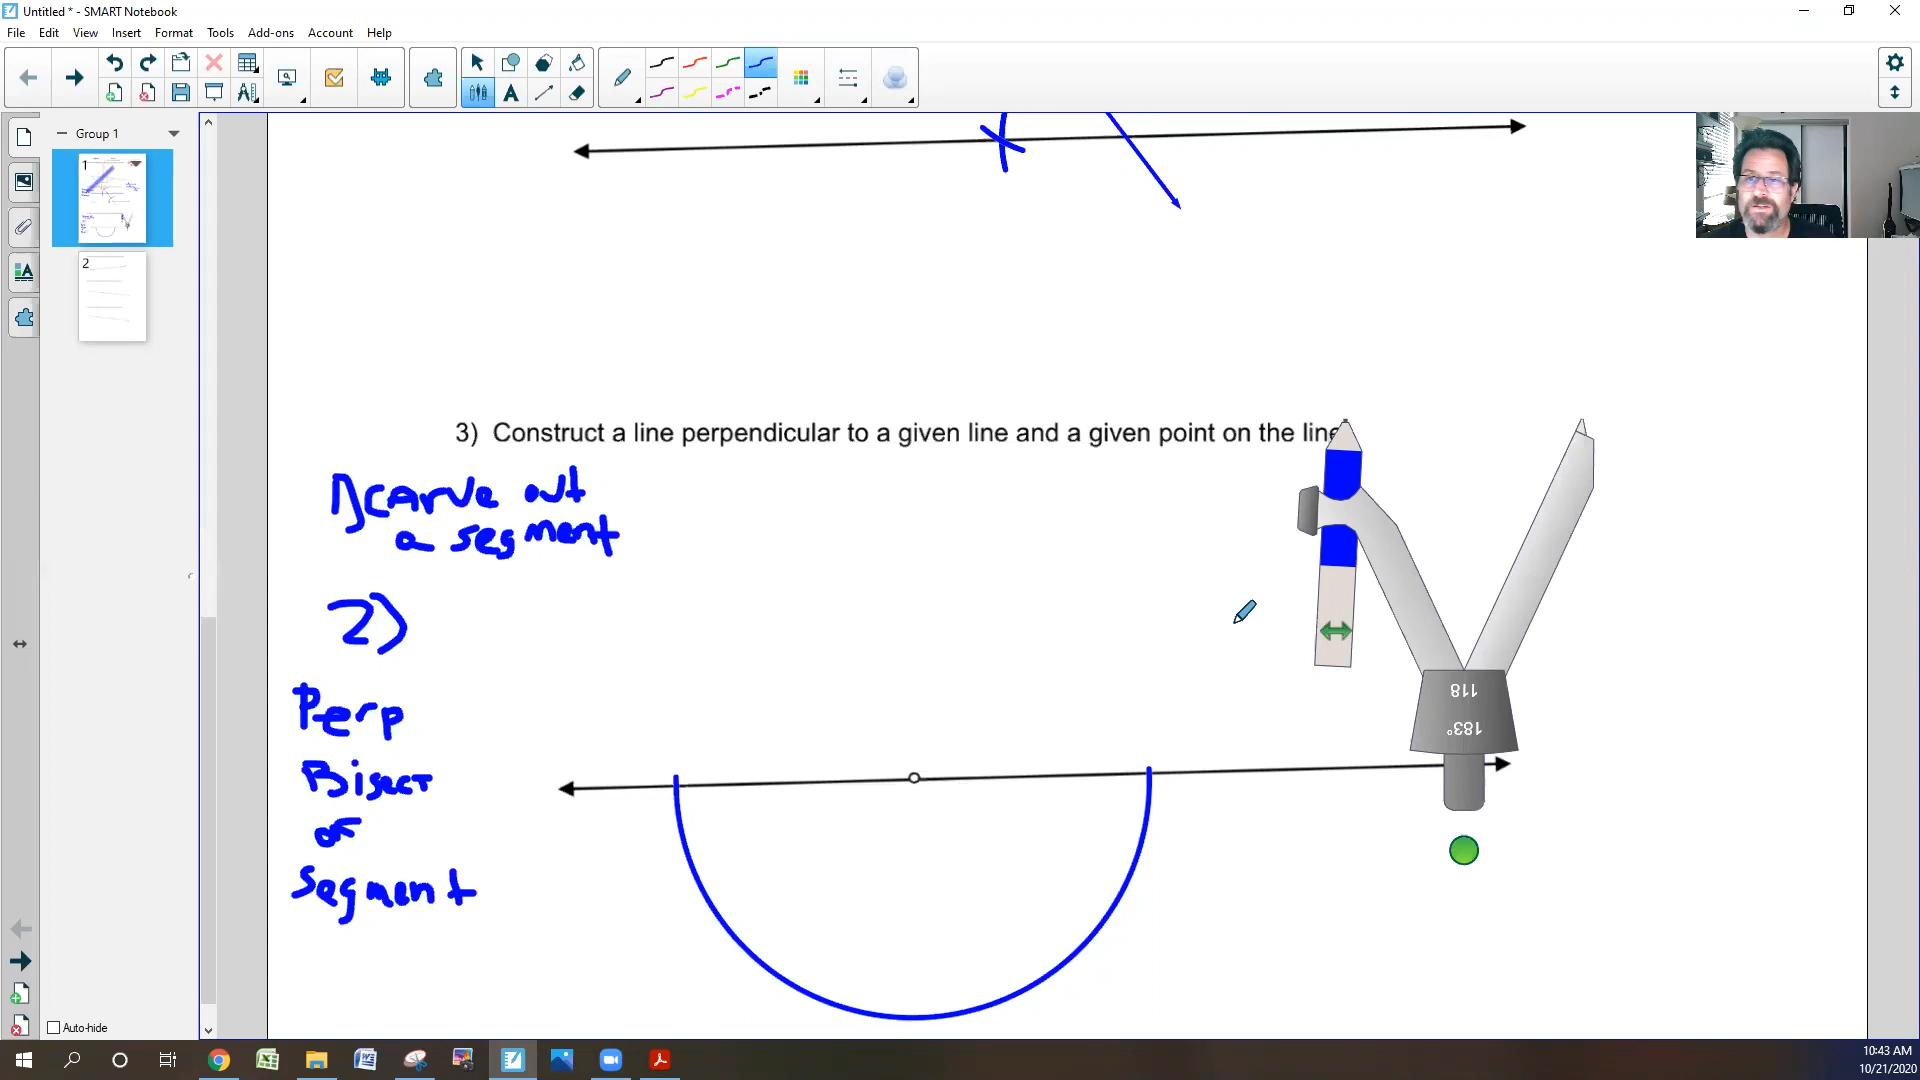 Untitled * - SMART Notebook
File Edit View Insert Format Tools Add-ons Account Help
Group 1
1
2
3) Construct a line perpendicular to a given line and a given point on the line
1) CArve out
a segment
2)
Perp
Bisect
of
segment
118
183°
Auto-hide
10:43 AM
10/21/2020